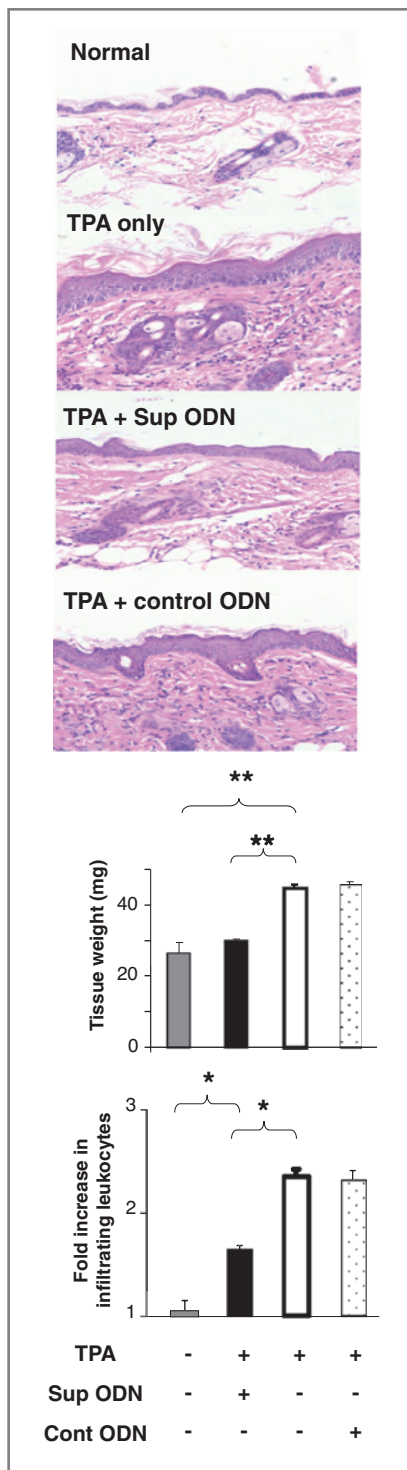 Normal
TPA only
TPA + Sup ODN
TPA + control ODN
**
**
Tissue weight (mg)
40
20
0
*
*
Fold increase in
infiltrating leukocytes
3
2
1
TPA - + + +
Sup ODN - + - -
Cont ODN - - - +